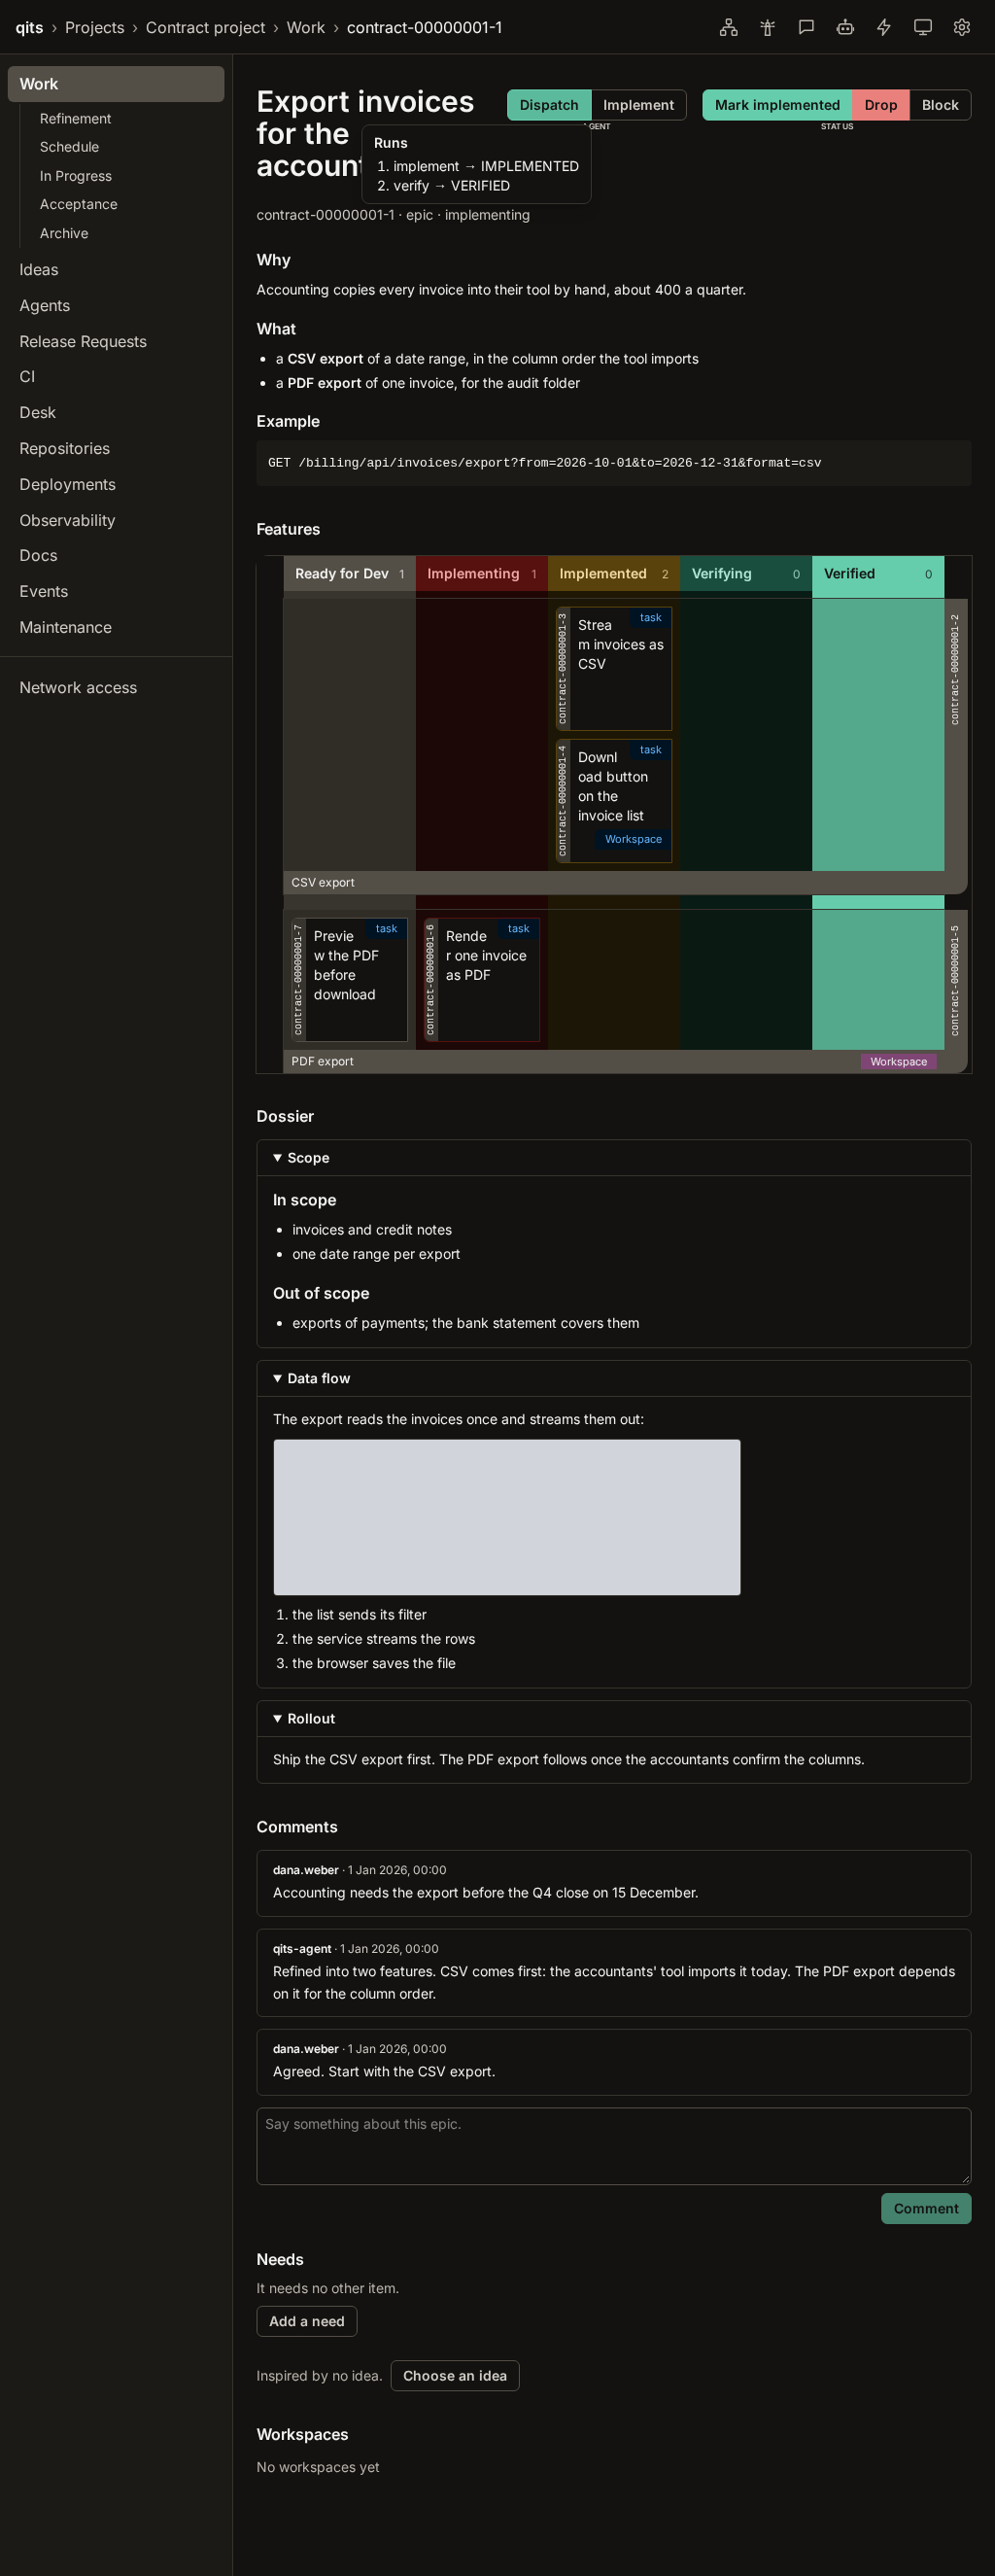 qits › Projects › Contract project › Work › contract-00000001-1
Work
Refinement
Schedule
In Progress
Acceptance
Archive
Ideas
Agents
Release Requests
CI
Desk
Repositories
Deployments
Observability
Docs
Events
Maintenance
Network access
Export invoices
for the
Dispatch
Implement
Mark implemented
Drop
Block
STATUS
Runs
1. implement → IMPLEMENTED
2. verify → VERIFIED
contract-00000001-1 · epic · implementing
Why
Accounting copies every invoice into their tool by hand, about 400 a quarter.
What
a CSV export of a date range, in the column order the tool imports
a PDF export of one invoice, for the audit folder
Example
GET /billing/api/invoices/export?from=2026-10-01&to=2026-12-31&format=csv
Features
Ready for Dev 1
Implementing 1
Implemented 2
Verifying 0
Verified 0
contract-00000001-3
task
Strea
m invoices as
CSV
contract-00000001-2
contract-00000001-4
task
Downl
oad button
on the
invoice list
Workspace
CSV export
contract-00000001-7
task
Previe
w the PDF
before
download
contract-00000001-6
task
Rende
r one invoice
as PDF
contract-00000001-5
PDF export
Workspace
Dossier
Scope
In scope
invoices and credit notes
one date range per export
Out of scope
exports of payments; the bank statement covers them
Data flow
The export reads the invoices once and streams them out:
1. the list sends its filter
2. the service streams the rows
3. the browser saves the file
Rollout
Ship the CSV export first. The PDF export follows once the accountants confirm the columns.
Comments
dana.weber · 1 Jan 2026, 00:00
Accounting needs the export before the Q4 close on 15 December.
qits-agent · 1 Jan 2026, 00:00
Refined into two features. CSV comes first: the accountants' tool imports it today. The PDF export depends
on it for the column order.
dana.weber · 1 Jan 2026, 00:00
Agreed. Start with the CSV export.
Say something about this epic.
Comment
Needs
It needs no other item.
Add a need
Inspired by no idea.
Choose an idea
Workspaces
No workspaces yet